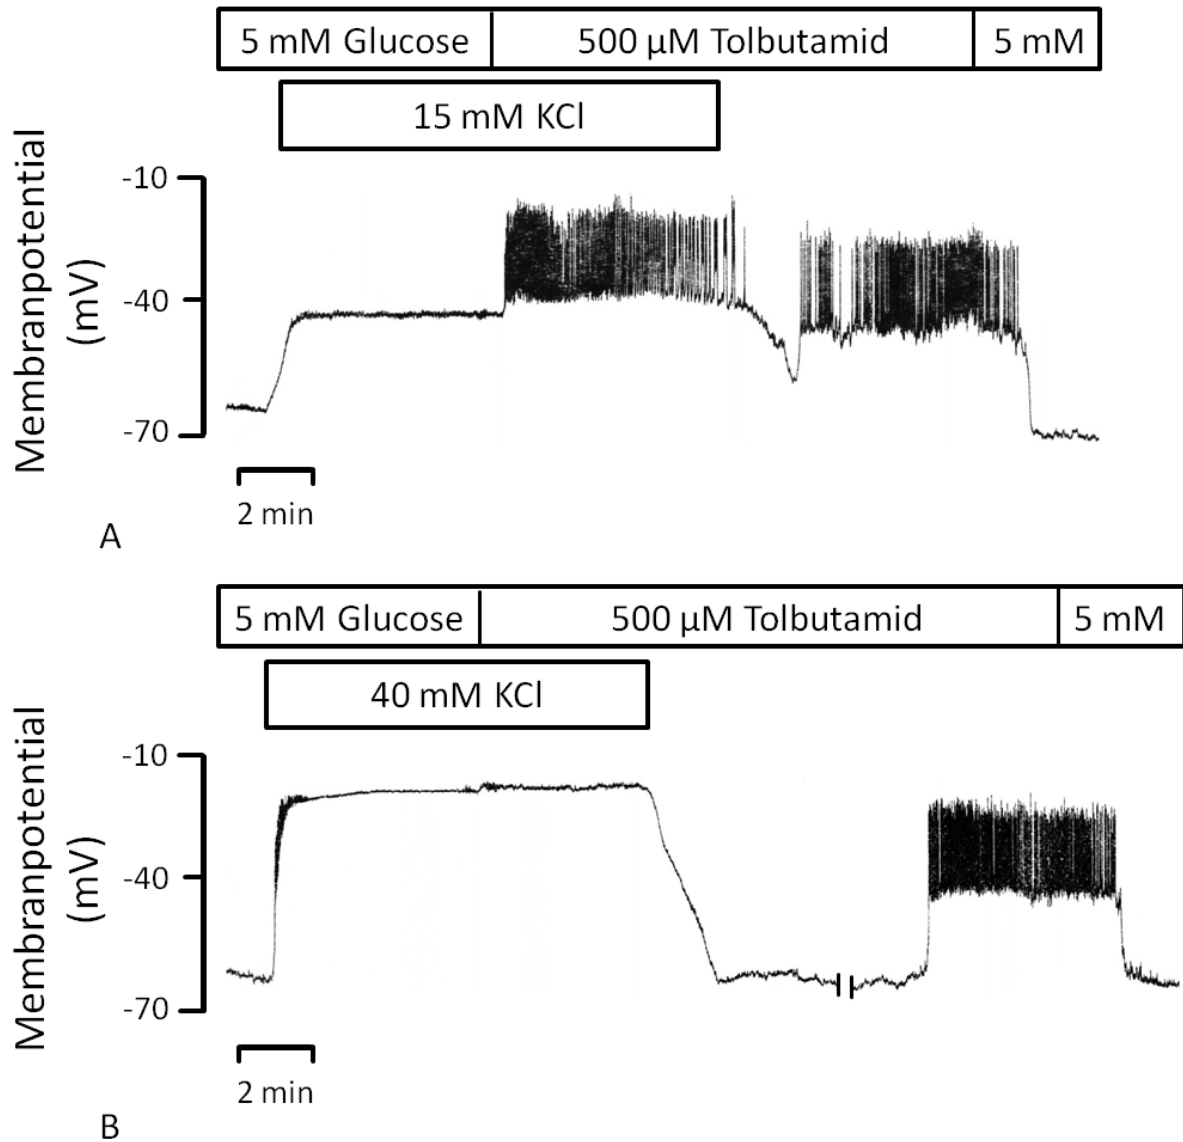 5 mM Glucose 500 µM Tolbutamid 5 mM
15 mM KCl
Membranpotential
(mV)
-10
-40
-70
2 min
A
5 mM Glucose 500 µM Tolbutamid 5 mM
40 mM KCl
Membranpotential
(mV)
-10
-40
-70
2 min
B